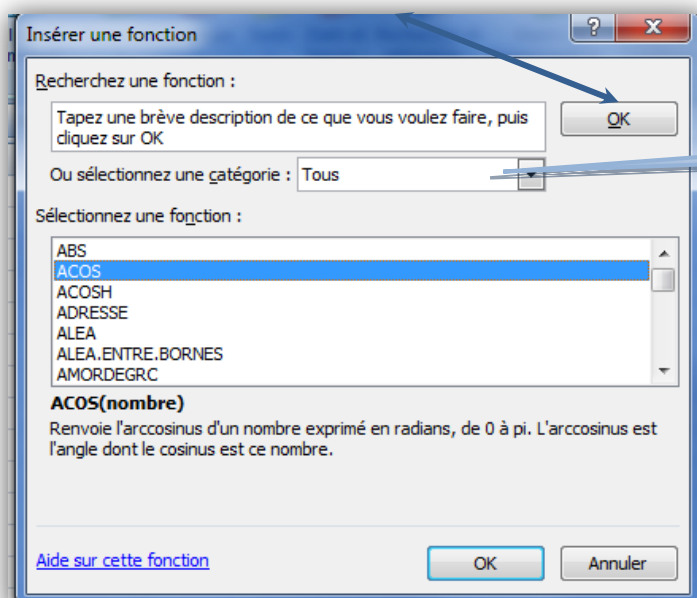 Insérer une fonction
Recherchez une fonction :
Tapez une brève description de ce que vous voulez faire, puis
cliquez sur OK
OK
Ou sélectionnez une catégorie : Tous
Sélectionnez une fonction :
ABS
ACOS
ACOSH
ADRESSE
ALEA
ALEA.ENTRE.BORNES
AMORDEGRC
ACOS(nombre)
Renvoie l'arccosinus d'un nombre exprimé en radians, de 0 à pi. L'arccosinus est
l'angle dont le cosinus est ce nombre.
Aide sur cette fonction
OK
Annuler